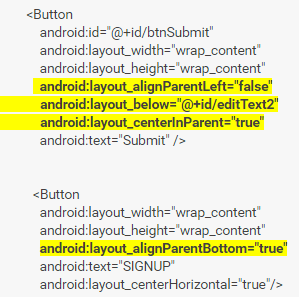 <Button
android:id="@+id/btnSubmit"
android:layout_width="wrap_content"
android:layout_height="wrap_content"
android:layout_alignParentLeft="false"
android:layout_below="@+id/editText2"
android:layout_centerInParent="true"
android:text="Submit" />
<Button
android:layout_width="wrap_content"
android:layout_height="wrap_content"
android:layout_alignParentBottom="true"
android:text="SIGNUP"
android:layout_centerHorizontal="true"/>